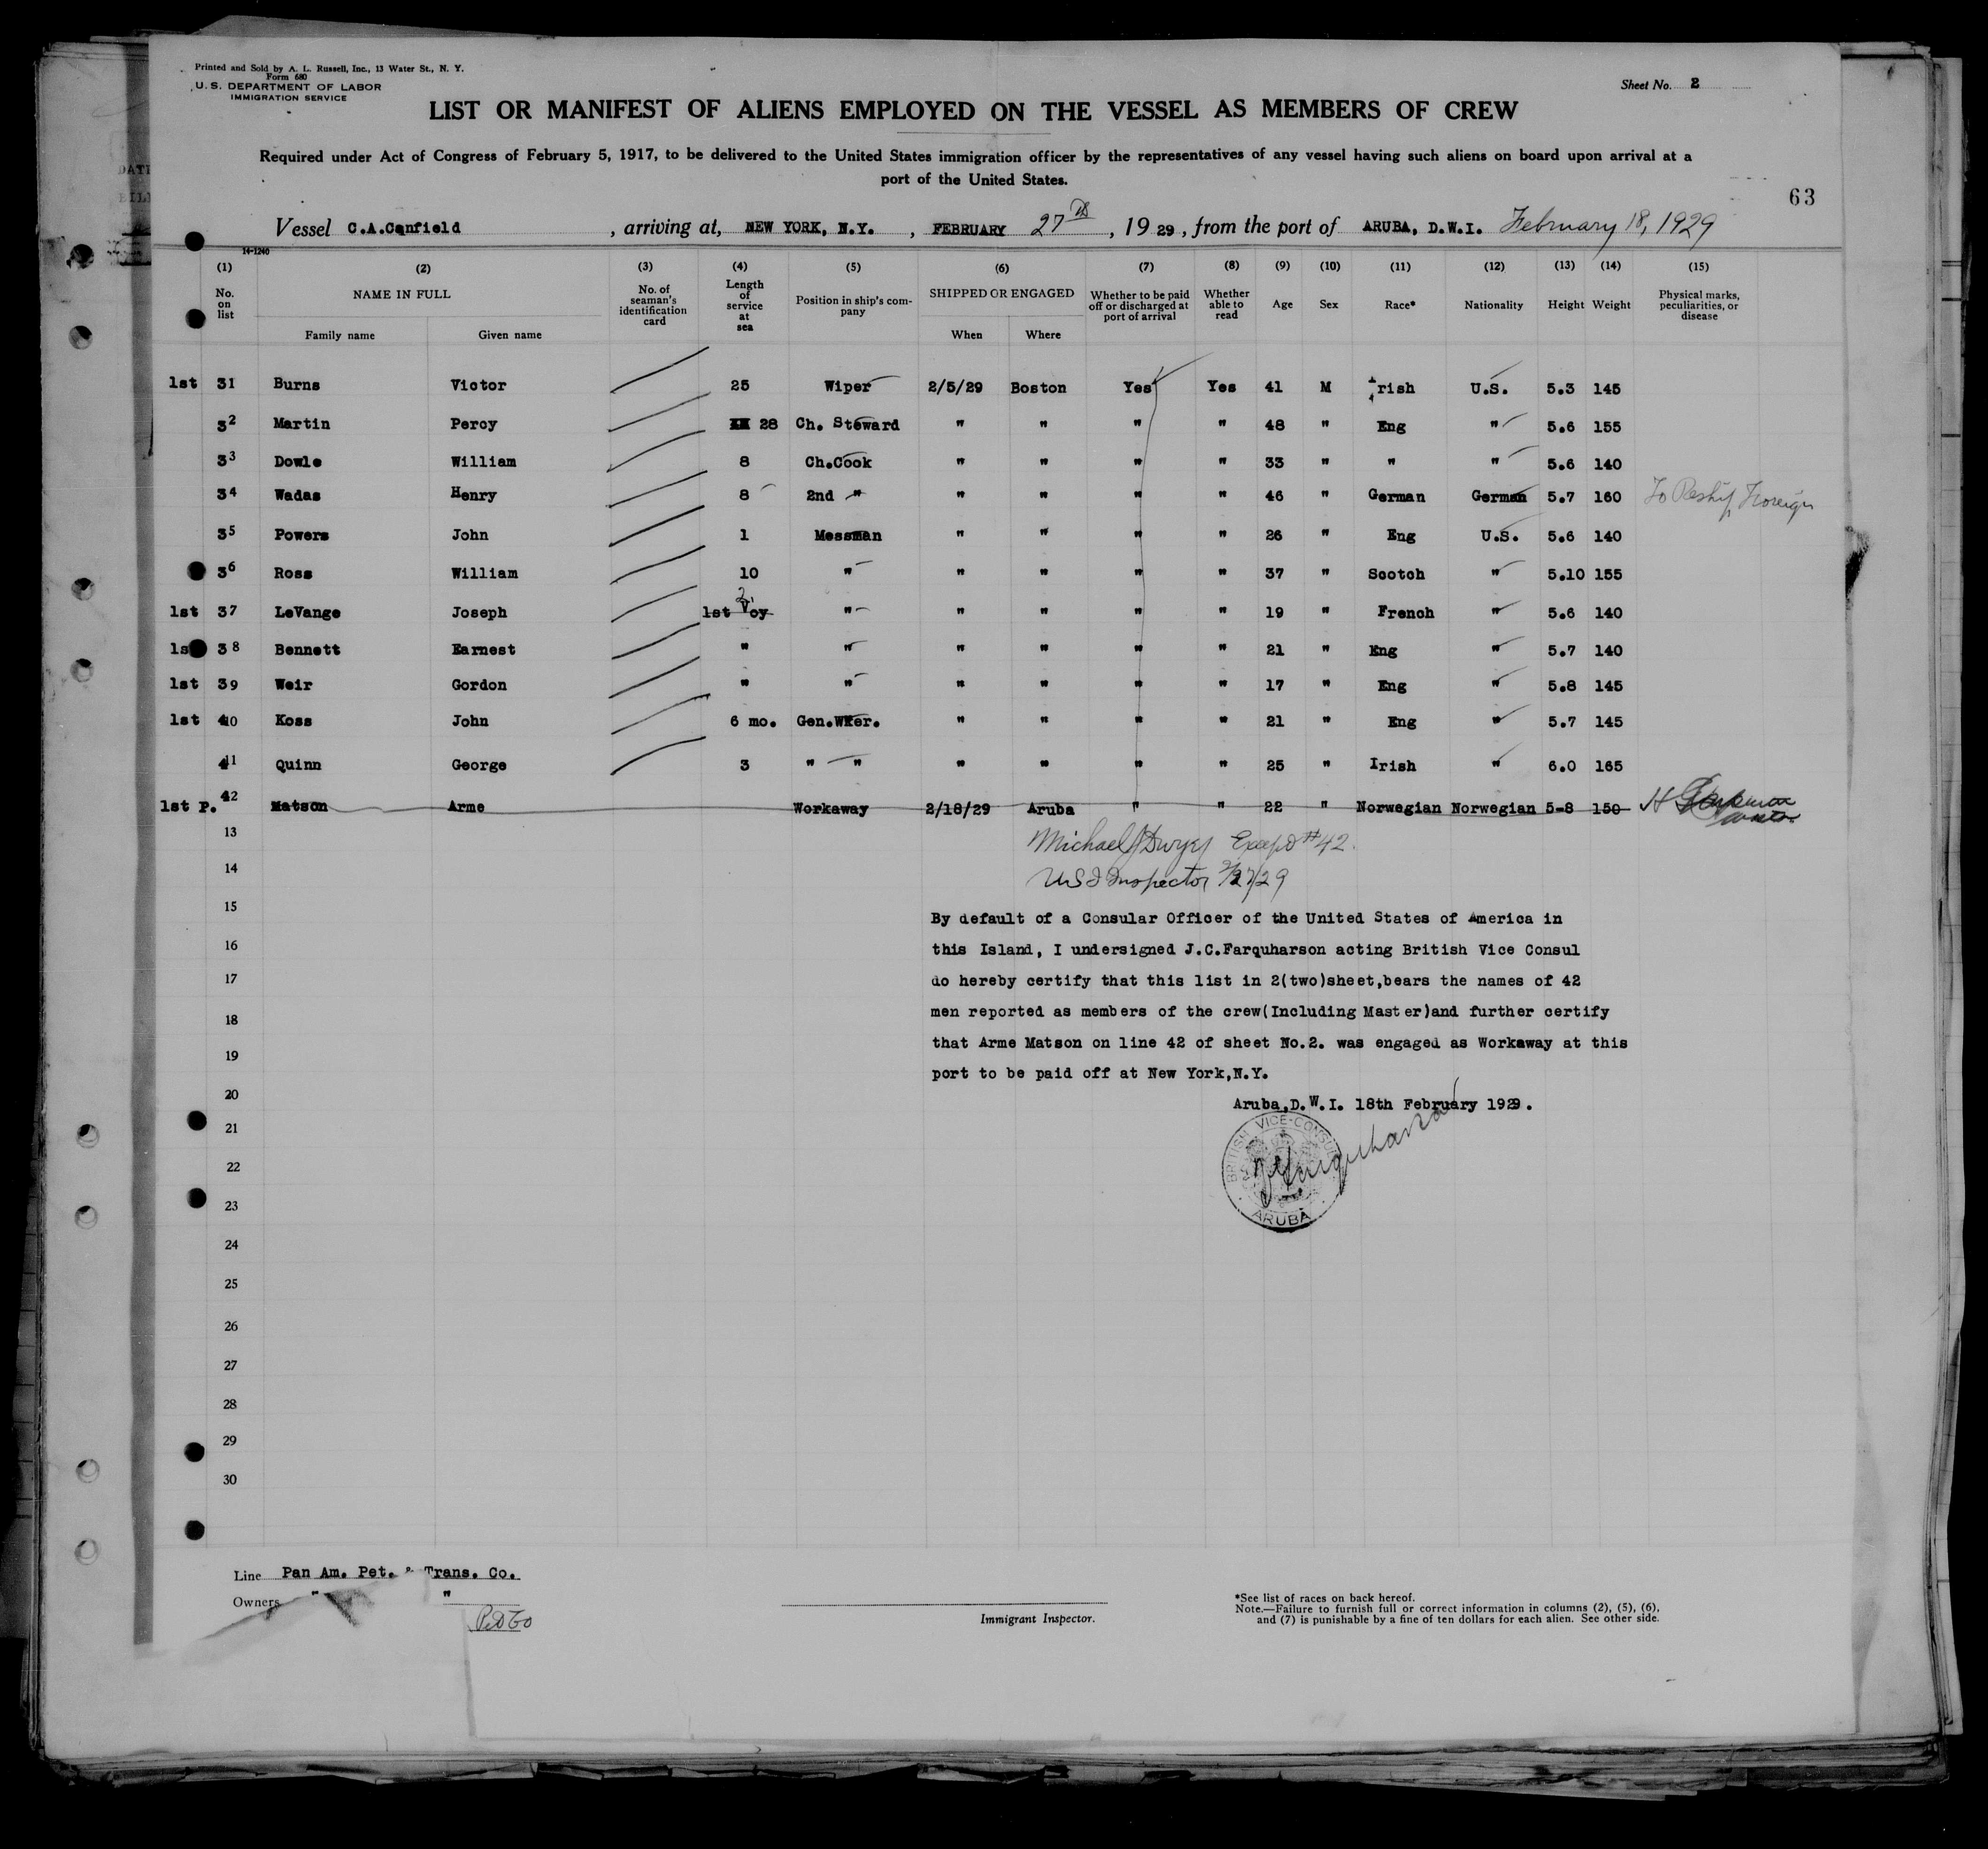 Printed and Sold by A. L. Russell, Inc., 13 Water St., N. Y.
Form 680
U. S. DEPARTMENT OF LABOR
IMMIGRATION SERVICE
Sheet No. 2
LIST OR MANIFEST OF ALIENS EMPLOYED ON THE VESSEL AS MEMBERS OF CREW
Required under Act of Congress of February 5, 1917, to be delivered to the United States immigration officer by the representatives of any vessel having such aliens on board upon arrival at a
port of the United States.
63
Vessel C.A.Canfield , arriving at, NEW YORK, N.Y. , FEBRUARY 27th , 19 29 , from the port of ARUBA, D.W.I. February 18, 1929
14-1240
(1) (2) (3) (4) (5) (6) (7) (8) (9) (10) (11) (12) (13) (14) (15)
No. on list NAME IN FULL No. of seaman's identification card Length of service at sea Position in ship's company SHIPPED OR ENGAGED Whether to be paid off or discharged at port of arrival Whether able to read Age Sex Race* Nationality Height Weight Physical marks, peculiarities, or disease
Family name Given name When Where
1st 31 Burns Victor 25 Wiper 2/5/29 Boston Yes Yes 41 M Irish U.S. 5.3 145
32 Martin Percy 28 Ch. Steward " " " " 48 " Eng " 5.6 155
33 Dowle William 8 Ch.Cook " " " " 33 " " " 5.6 140
34 Wadas Henry 8 2nd " " " " " 46 " German German 5.7 160 To Reship Foreign
35 Powers John 1 Messman " " " " 26 " Eng U.S. 5.6 140
36 Ross William 10 " " " " " 37 " Scotch " 5.10 155
1st 37 LeVange Joseph 1st Voy 2 " " " " " 19 " French " 5.6 140
1s 38 Bennett Earnest " " " " " " 21 " Eng " 5.7 140
1st 39 Weir Gordon " " " " " " 17 " Eng " 5.8 145
1st 40 Koss John 6 mo. Gen.Wker. " " " " 21 " Eng " 5.7 145
41 Quinn George 3 " " " " " " 25 " Irish " 6.0 165
1st P. 42 Matson Arme Workaway 2/18/29 Aruba " " 22 " Norwegian Norwegian 5-8 150
13
Michael J Dwyer Except #42.
14
US I Inspector 2/27/29
15
By default of a Consular Officer of the United States of America in
16
this Island, I undersigned J.C.Farquharson acting British Vice Consul
17
do hereby certify that this list in 2(two)sheet,bears the names of 42
18
men reported as members of the crew(Including Master)and further certify
19
that Arme Matson on line 42 of sheet No.2. was engaged as Workaway at this
port to be paid off at New York,N.Y.
20
Aruba,D.W.I. 18th February 1929.
21
BRITISH VICE-CONSUL
ARUBA
22
23
24
25
26
27
28
29
30
Line Pan Am. Pet. & Trans. Co.
Owners " "
*See list of races on back hereof.
Note.—Failure to furnish full or correct information in columns (2), (5), (6),
and (7) is punishable by a fine of ten dollars for each alien. See other side.
Immigrant Inspector.